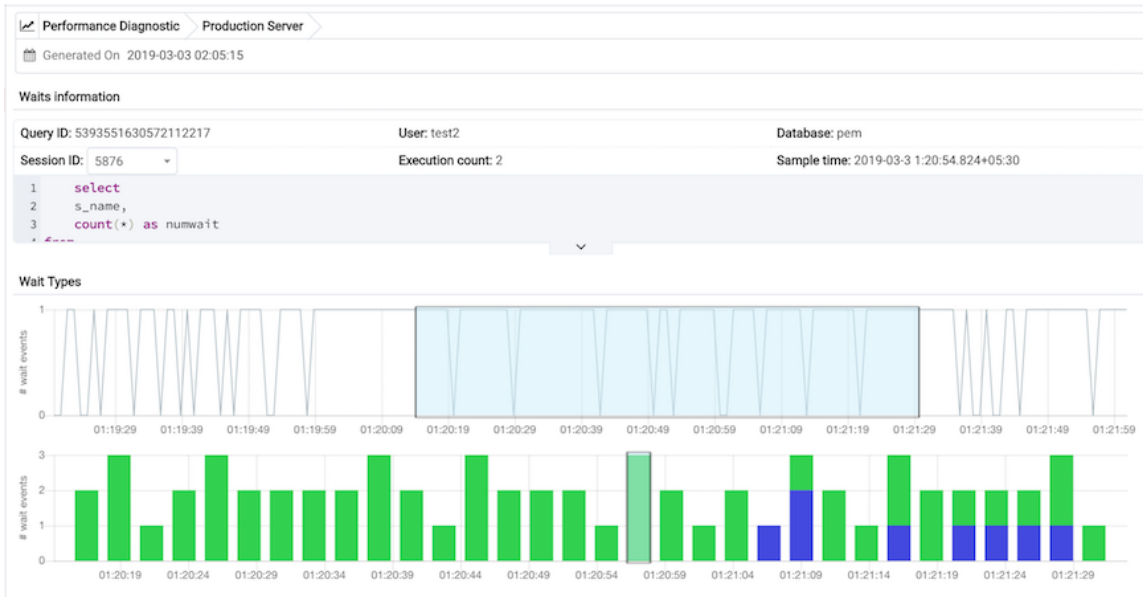 Performance Diagnostic Production Server
Generated On 2019-03-03 02:05:15
Waits information
Query ID: 5393551630572112217 User: test2 Database: pem
Session ID: 5876 Execution count: 2 Sample time: 2019-03-3 1:20:54.824+05:30
1 select
2 s_name,
3 count(*) as numwait
4 from
Wait Types
# wait events
1
0
01:19:29 01:19:39 01:19:49 01:19:59 01:20:09 01:20:19 01:20:29 01:20:39 01:20:49 01:20:59 01:21:09 01:21:19 01:21:29 01:21:39 01:21:49 01:21:59
# wait events
3
2
1
0
01:20:19 01:20:24 01:20:29 01:20:34 01:20:39 01:20:44 01:20:49 01:20:54 01:20:59 01:21:04 01:21:09 01:21:14 01:21:19 01:21:24 01:21:29